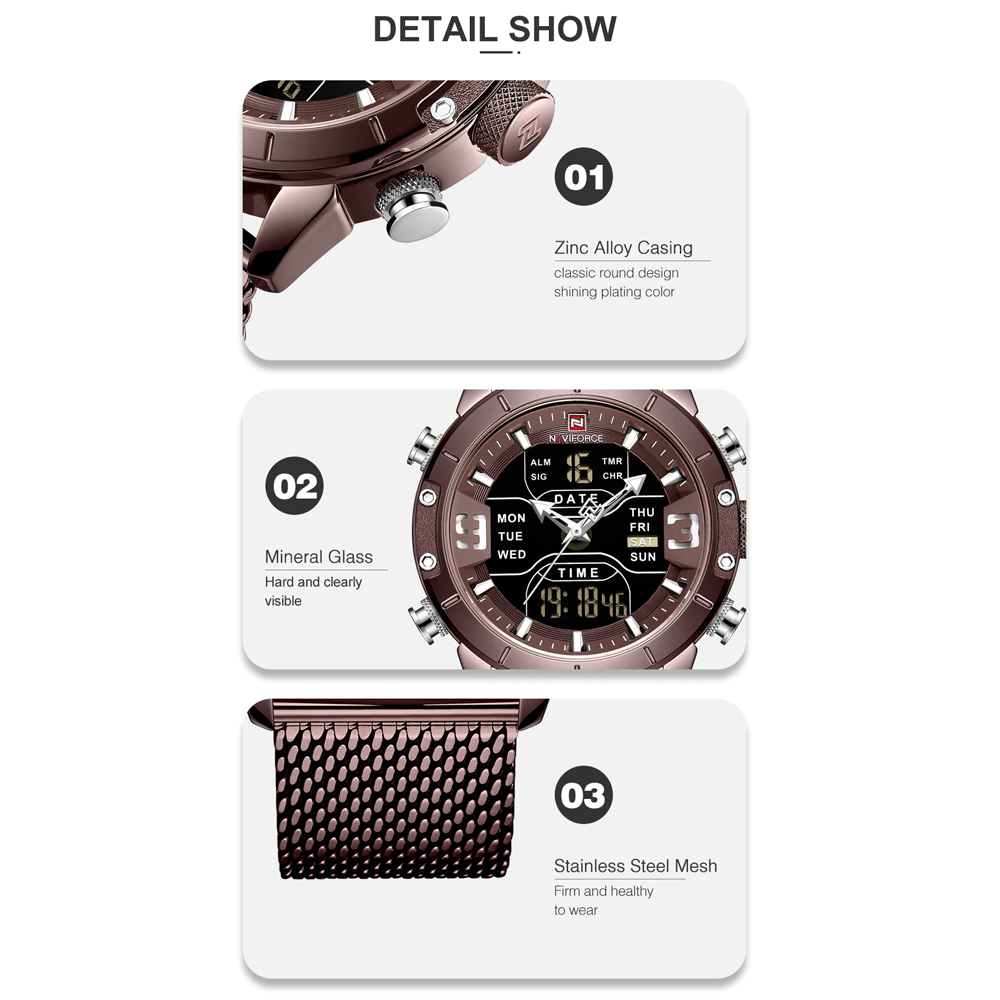 DETAIL SHOW
01
Zinc Alloy Casing
classic round design
shining plating color
02
Mineral Glass
Hard and clearly
visible
NAVIFORCE
ALM 16 TMR
SIG CHR
DATE
9 3
MON THU
TUE FRI
WED SAT
SUN
TIME
19:18 46
03
Stainless Steel Mesh
Firm and healthy
to wear